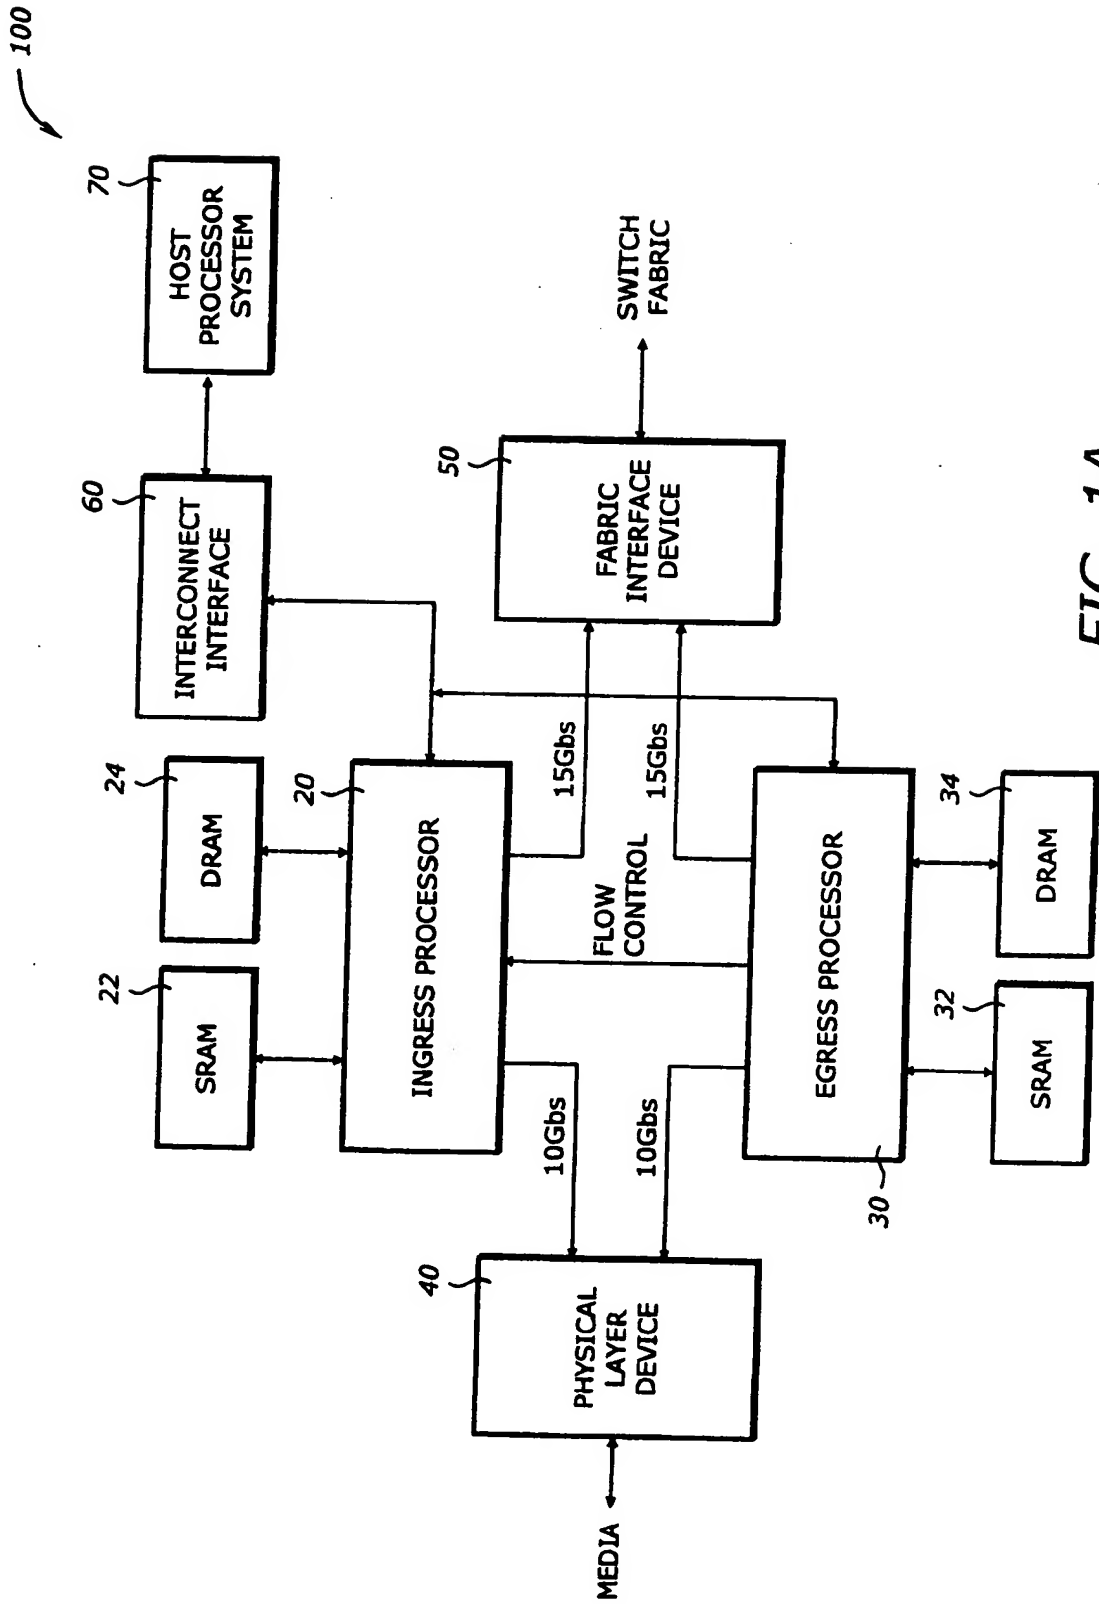 100
70
HOST
PROCESSOR
SYSTEM
60
INTERCONNECT
INTERFACE
24
DRAM
22
SRAM
20
INGRESS PROCESSOR
50
FABRIC
INTERFACE
DEVICE
SWITCH
FABRIC
15Gbs
15Gbs
FLOW
CONTROL
10Gbs
10Gbs
40
PHYSICAL
LAYER
DEVICE
MEDIA
EGRESS PROCESSOR
30
34
DRAM
32
SRAM
FIG. 1A